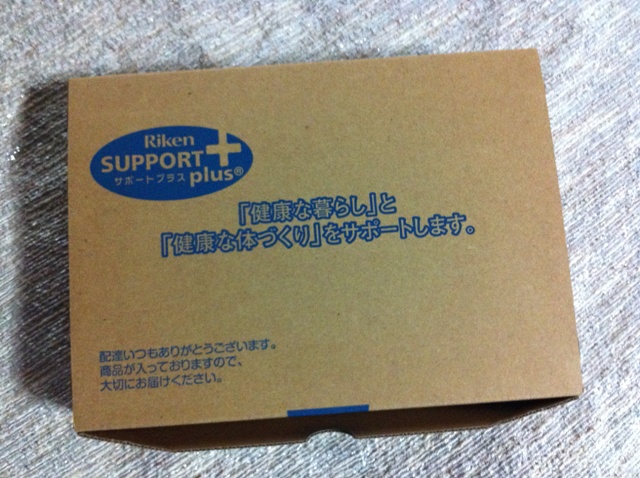 Riken
SUPPORT+
サポートプラス plus®
「健康な暮らし」と
「健康な体づくり」をサポートします。
配達いつもありがとうございます。
商品が入っておりますので、
大切にお届けください。